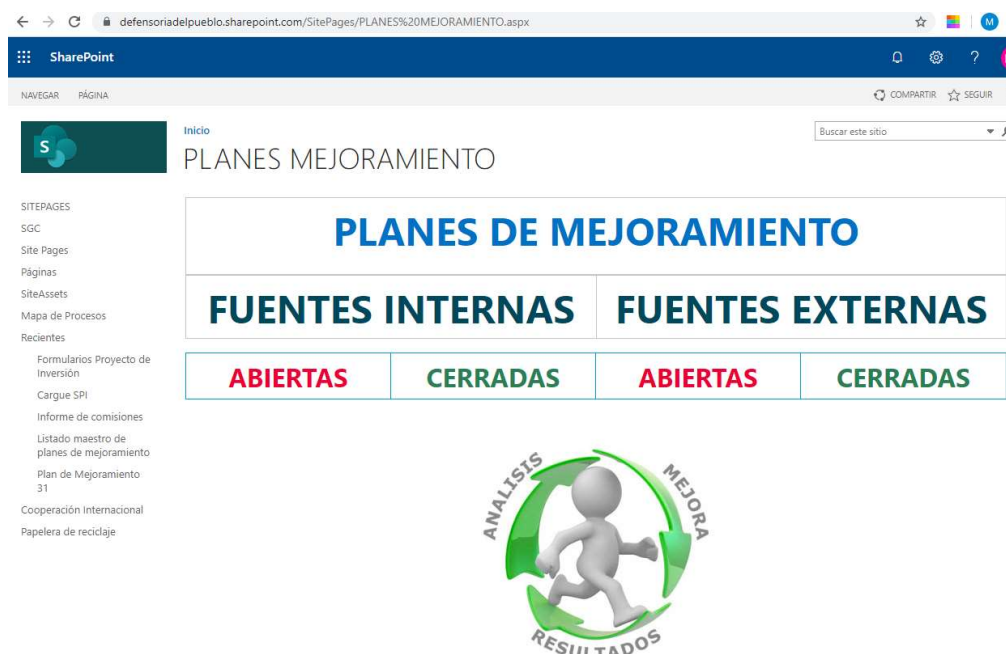 defensoriadelpueblo.sharepoint.com/SitePages/PLANES%20MEJORAMIENTO.aspx
M
SharePoint
?
NAVEGAR PÁGINA
COMPARTIR SEGUIR
S
Inicio
Buscar este sitio
PLANES MEJORAMIENTO
SITEPAGES
SGC
Site Pages
Páginas
SiteAssets
Mapa de Procesos
Recientes
Formularios Proyecto de
Inversión
Cargue SPI
Informe de comisiones
Listado maestro de
planes de mejoramiento
Plan de Mejoramiento
31
Cooperación Internacional
Papelera de reciclaje
PLANES DE MEJORAMIENTO
FUENTES INTERNAS FUENTES EXTERNAS
ABIERTAS CERRADAS ABIERTAS CERRADAS
ANALISIS
MEJORA
RESULTADOS